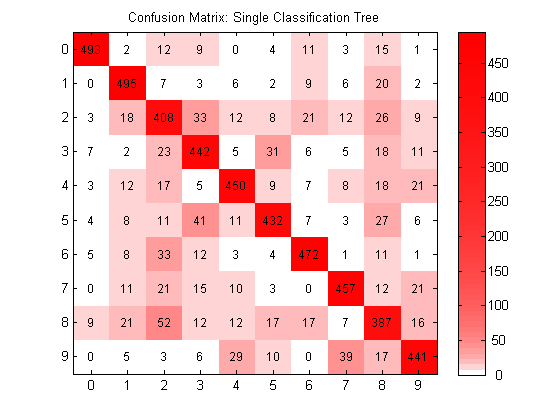 Confusion Matrix: Single Classification Tree
0 493 2 12 9 0 4 11 3 15 1
1 0 495 7 3 6 2 9 6 20 2
2 3 18 408 33 12 8 21 12 26 9
3 7 2 23 442 5 31 6 5 18 11
4 3 12 17 5 450 9 7 8 18 21
5 4 8 11 41 11 432 7 3 27 6
6 5 8 33 12 3 4 472 1 11 1
7 0 11 21 15 10 3 0 457 12 21
8 9 21 52 12 12 17 17 7 387 16
9 0 5 3 6 29 10 0 39 17 441
0 1 2 3 4 5 6 7 8 9
450
400
350
300
250
200
150
100
50
0